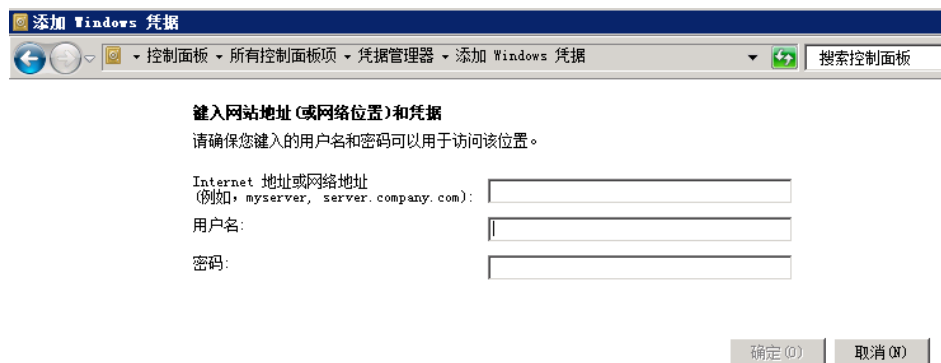 添加 Windows 凭据
控制面板 所有控制面板项 凭据管理器 添加 Windows 凭据
搜索控制面板
键入网站地址(或网络位置)和凭据
请确保您键入的用户名和密码可以用于访问该位置。
Internet 地址或网络地址
(例如，myserver, server.company.com):
用户名:
密码:
确定(O)
取消(N)